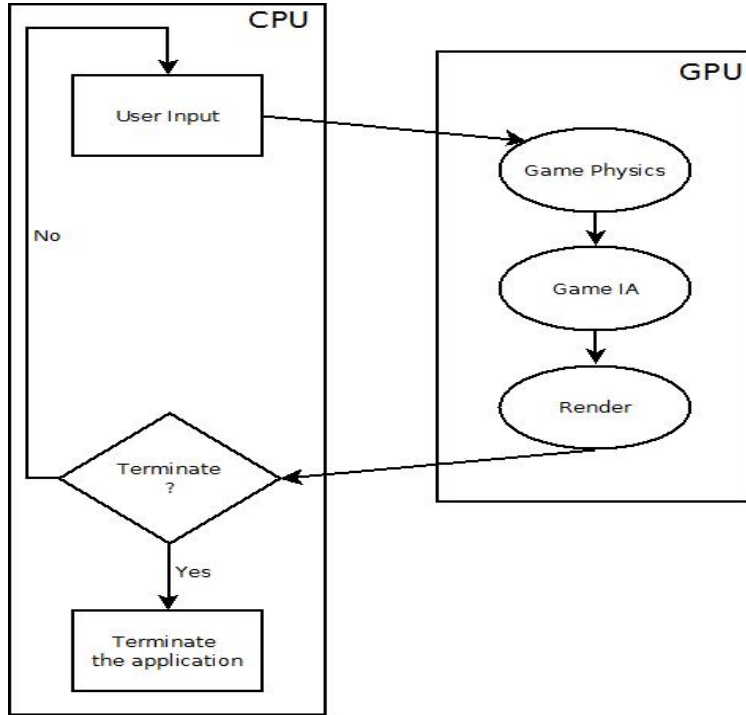 CPU
User Input
No
Terminate
?
Yes
Terminate
the application
GPU
Game Physics
Game IA
Render